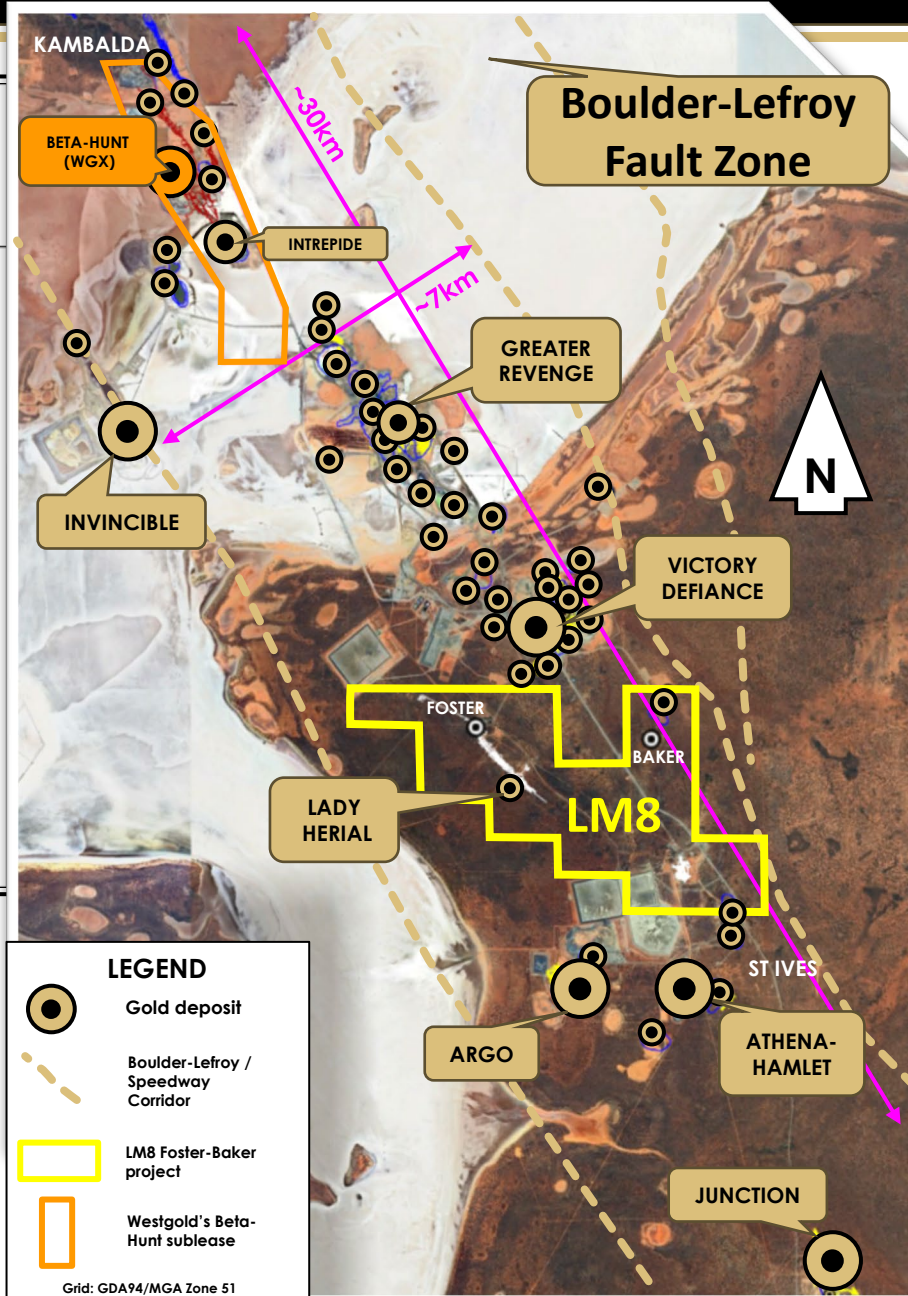 KAMBALDA
~30km
Boulder-Lefroy
Fault Zone
BETA-HUNT
(WGX)
INTREPIDE
~7km
GREATER
REVENGE
N
INVINCIBLE
VICTORY
DEFIANCE
FOSTER
BAKER
LADY
HERIAL
LM8
ST IVES
ARGO
ATHENA-
HAMLET
JUNCTION
LEGEND
Gold deposit
Boulder-Lefroy /
Speedway
Corridor
LM8 Foster-Baker
project
Westgold's Beta-
Hunt sublease
Grid: GDA94/MGA Zone 51